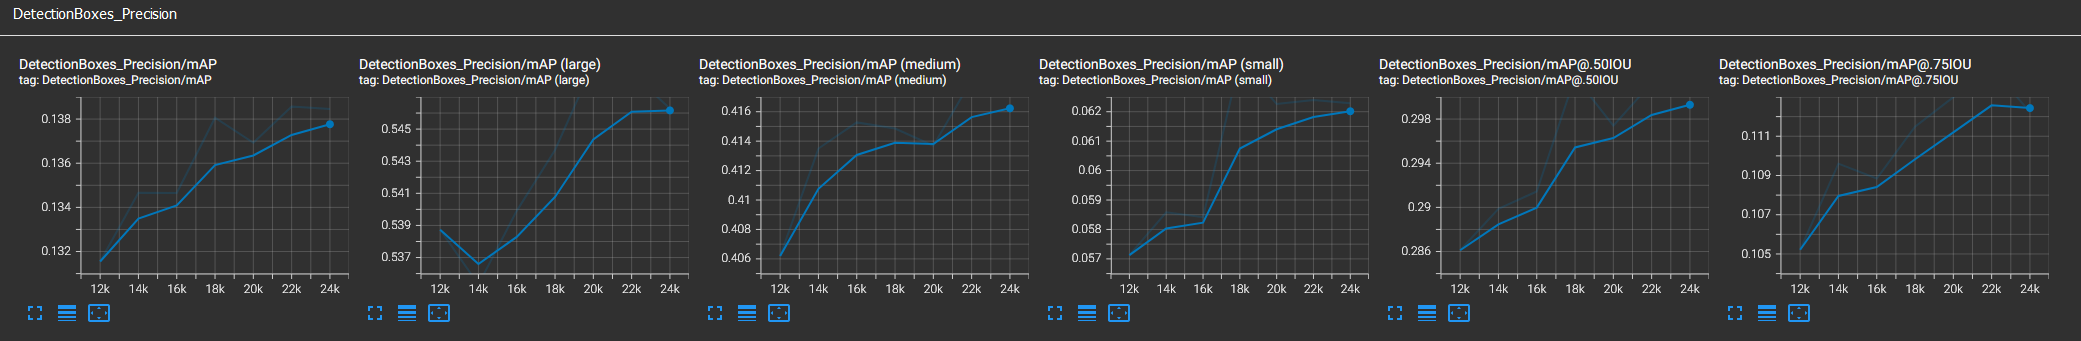 DetectionBoxes_Precision
DetectionBoxes_Precision/mAP
tag: DetectionBoxes_Precision/mAP
0.138
0.136
0.134
0.132
12k 14k 16k 18k 20k 22k 24k
DetectionBoxes_Precision/mAP (large)
tag: DetectionBoxes_Precision/mAP (large)
0.545
0.543
0.541
0.539
0.537
12k 14k 16k 18k 20k 22k 24k
DetectionBoxes_Precision/mAP (medium)
tag: DetectionBoxes_Precision/mAP (medium)
0.416
0.414
0.412
0.41
0.408
0.406
12k 14k 16k 18k 20k 22k 24k
DetectionBoxes_Precision/mAP (small)
tag: DetectionBoxes_Precision/mAP (small)
0.062
0.061
0.06
0.059
0.058
0.057
12k 14k 16k 18k 20k 22k 24k
DetectionBoxes_Precision/mAP@.50IOU
tag: DetectionBoxes_Precision/mAP@.50IOU
0.298
0.294
0.29
0.286
12k 14k 16k 18k 20k 22k 24k
DetectionBoxes_Precision/mAP@.75IOU
tag: DetectionBoxes_Precision/mAP@.75IOU
0.111
0.109
0.107
0.105
12k 14k 16k 18k 20k 22k 24k